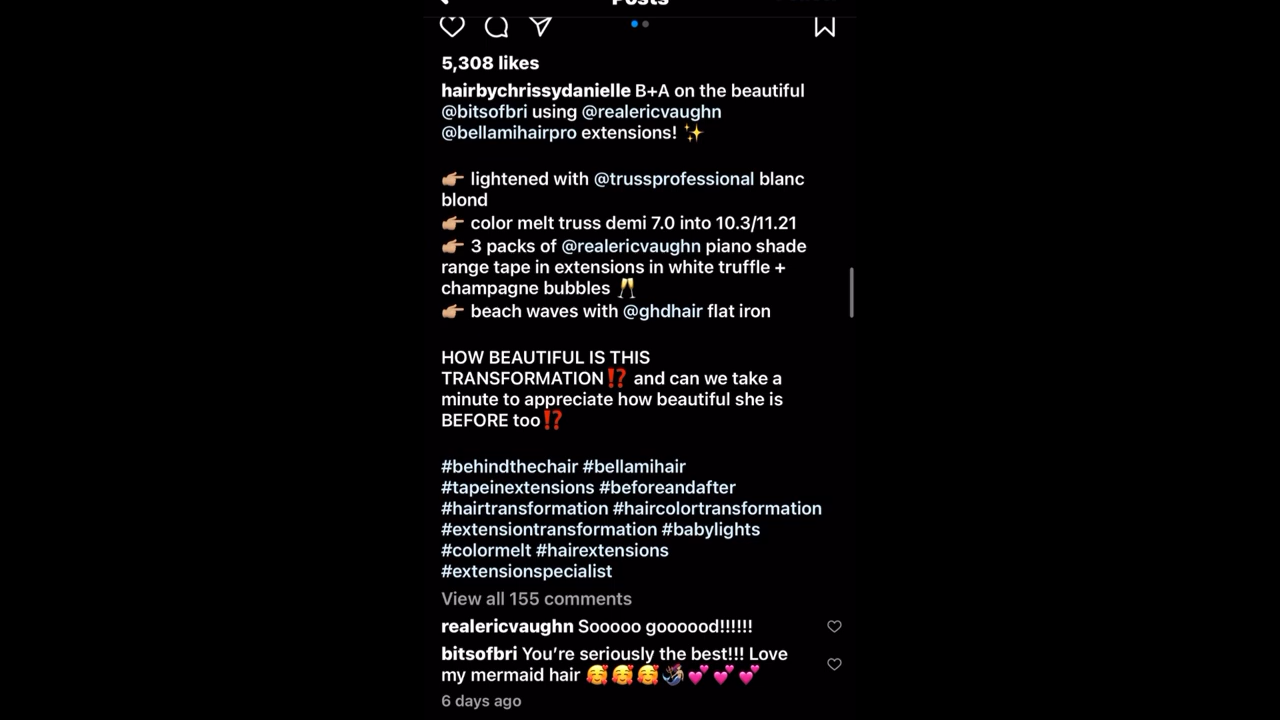 Posts
5,308 likes
hairbychrissydanielle B+A on the beautiful
@bitsofbri using @realericvaughn
@bellamihairpro extensions! ✨
👉🏼 lightened with @trussprofessional blanc
blond
👉🏼 color melt truss demi 7.0 into 10.3/11.21
👉🏼 3 packs of @realericvaughn piano shade
range tape in extensions in white truffle +
champagne bubbles 🥂
👉🏼 beach waves with @ghdhair flat iron
HOW BEAUTIFUL IS THIS
TRANSFORMATION⁉️ and can we take a
minute to appreciate how beautiful she is
BEFORE too⁉️
#behindthechair #bellamihair
#tapeinextensions #beforeandafter
#hairtransformation #haircolortransformation
#extensiontransformation #babylights
#colormelt #hairextensions
#extensionspecialist
View all 155 comments
realericvaughn Sooooo goooood!!!!!!
bitsofbri You’re seriously the best!!! Love
my mermaid hair 🥰🥰🥰🧜🏽‍♀️💕💕💕
6 days ago